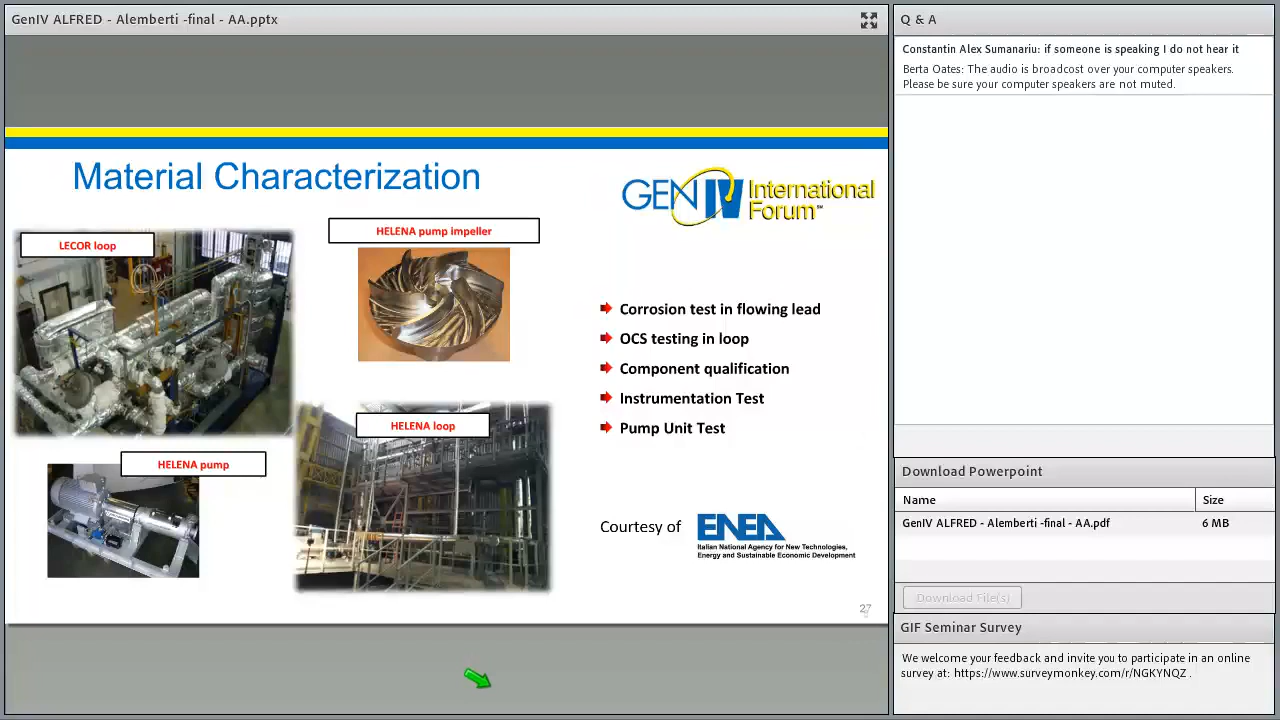 GenIV ALFRED - Alemberti -final - AA.pptx
Material Characterization
GEN IV International
Forum℠
LECOR loop
HELENA pump impeller
HELENA loop
HELENA pump
Corrosion test in flowing lead
OCS testing in loop
Component qualification
Instrumentation Test
Pump Unit Test
Courtesy of
ENEA
Italian National Agency for New Technologies,
Energy and Sustainable Economic Development
27
Q & A
Constantin Alex Sumanariu: if someone is speaking I do not hear it
Berta Oates: The audio is broadcast over your computer speakers.
Please be sure your computer speakers are not muted.
Download Powerpoint
Name Size
GenIV ALFRED - Alemberti -final - AA.pdf 6 MB
Download File(s)
GIF Seminar Survey
We welcome your feedback and invite you to participate in an online
survey at: https://www.surveymonkey.com/r/NGKYNQZ .